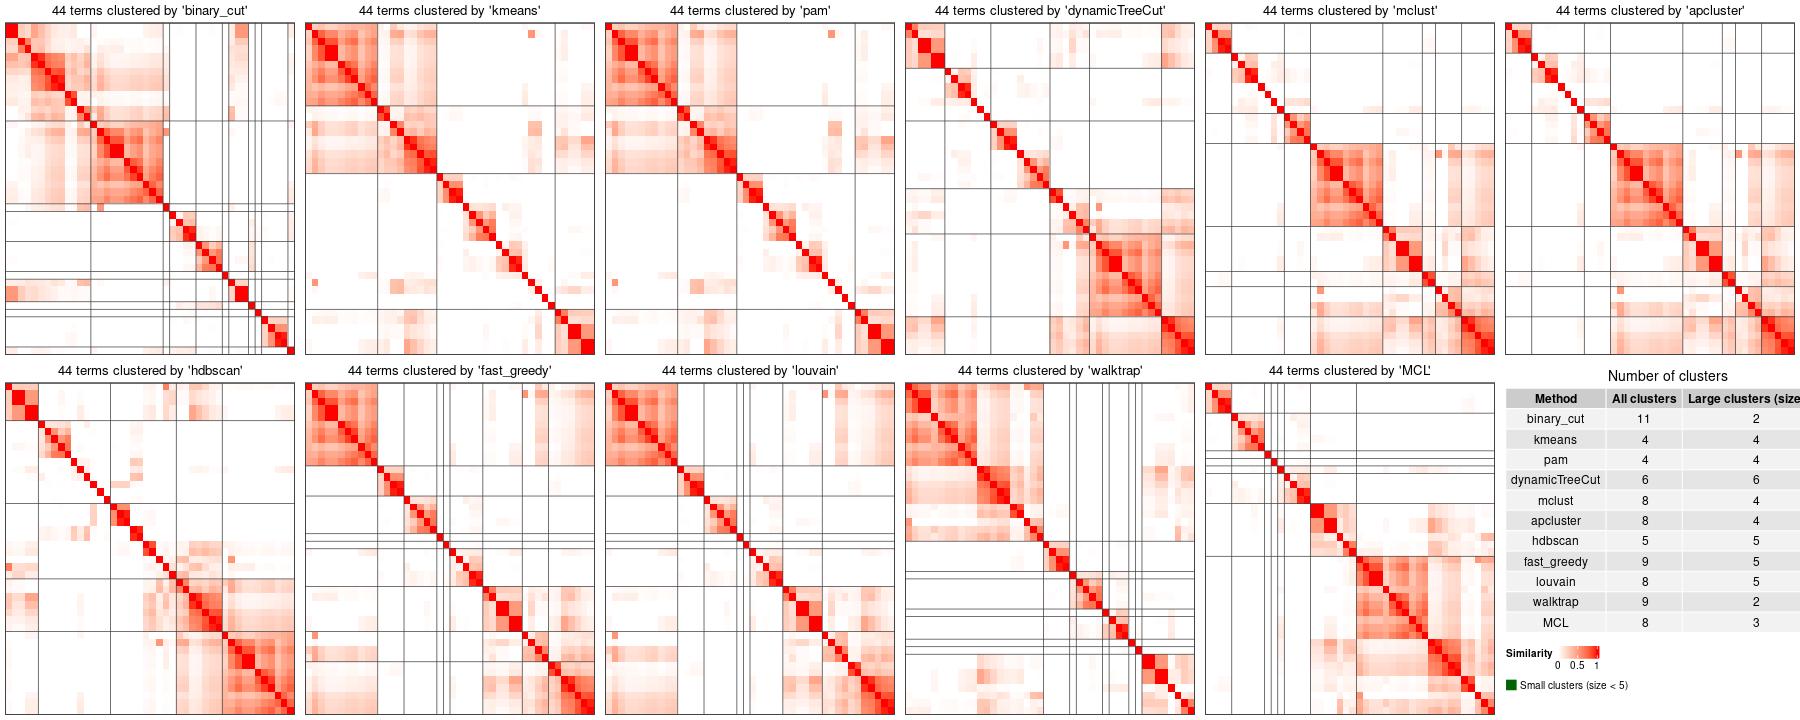 44 terms clustered by 'binary_cut'
44 terms clustered by 'kmeans'
44 terms clustered by 'pam'
44 terms clustered by 'dynamicTreeCut'
44 terms clustered by 'mclust'
44 terms clustered by 'apcluster'
44 terms clustered by 'hdbscan'
44 terms clustered by 'fast_greedy'
44 terms clustered by 'louvain'
44 terms clustered by 'walktrap'
44 terms clustered by 'MCL'
Number of clusters
Method All clusters Large clusters (size
binary_cut 11 2
kmeans 4 4
pam 4 4
dynamicTreeCut 6 6
mclust 8 4
apcluster 8 4
hdbscan 5 5
fast_greedy 9 5
louvain 8 5
walktrap 9 2
MCL 8 3
Similarity
0 0.5 1
Small clusters (size < 5)